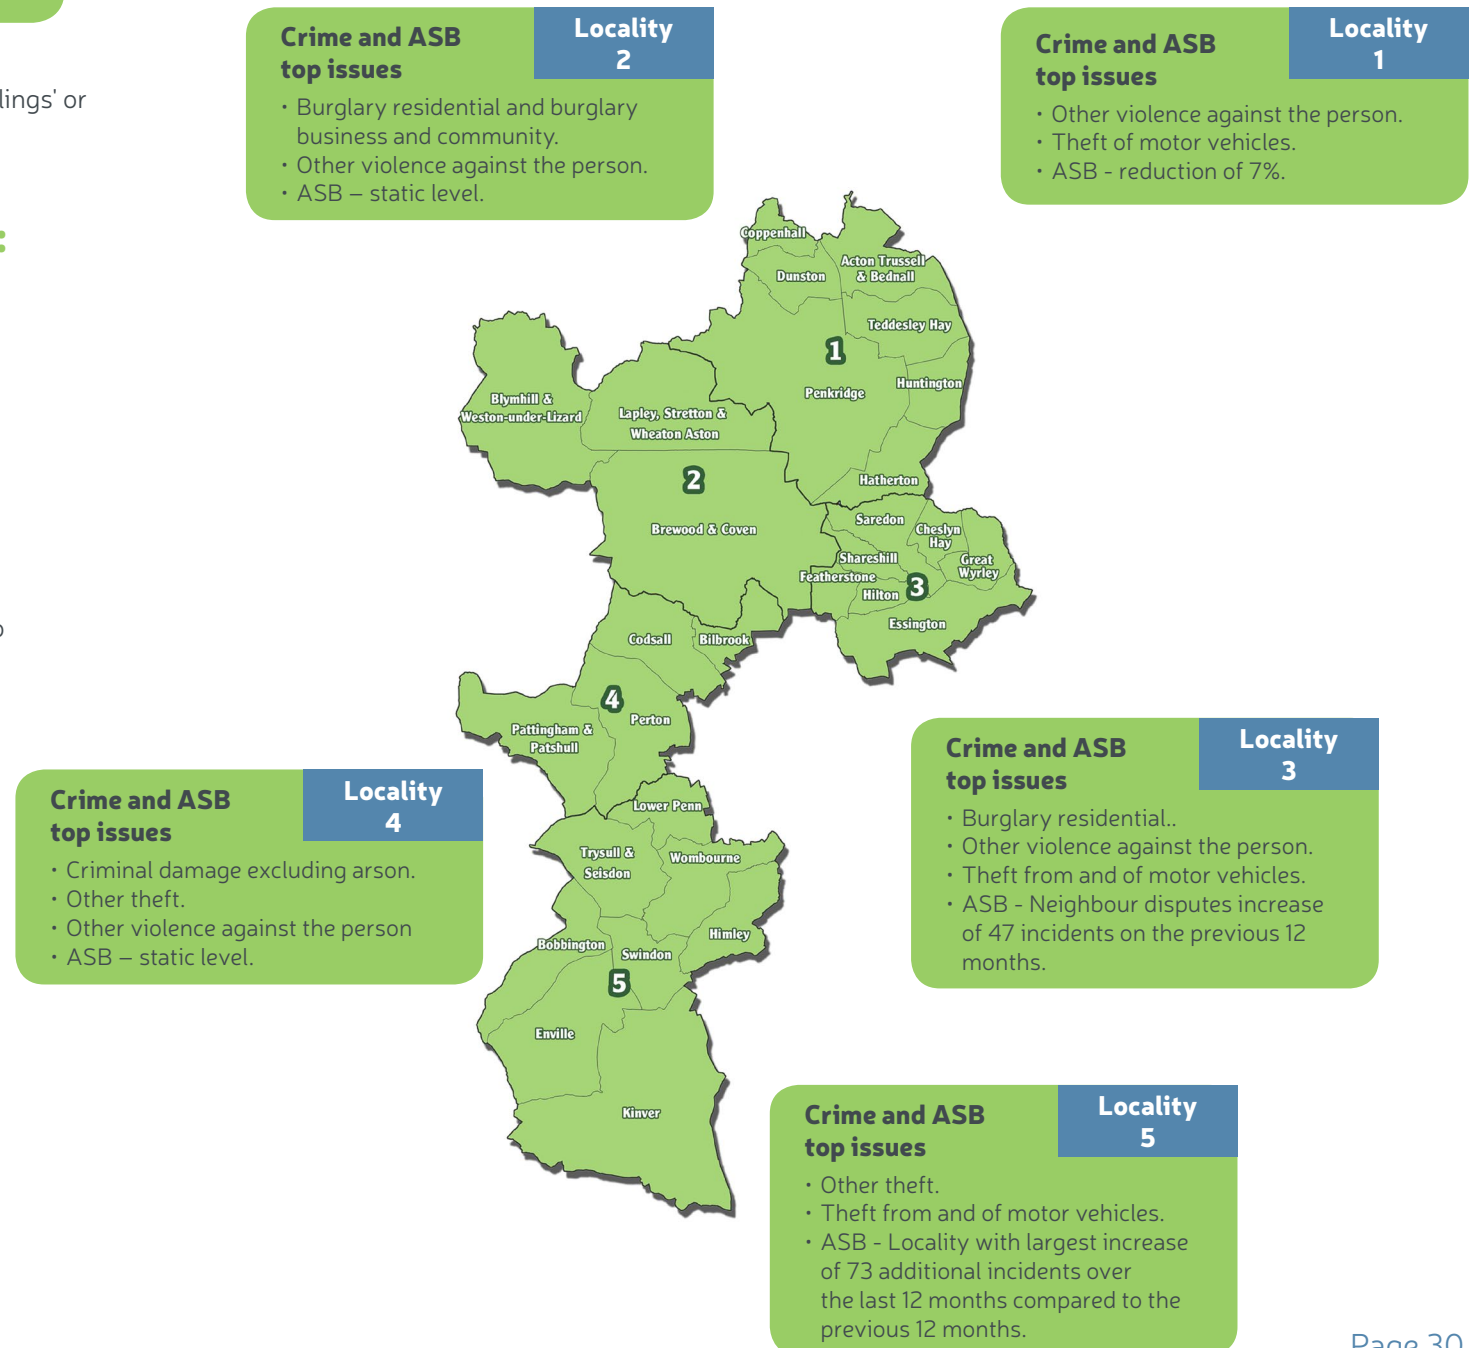 lings' or
:
Crime and ASB
top issues
Locality
2
• Burglary residential and burglary
business and community.
• Other violence against the person.
• ASB – static level.
Crime and ASB
top issues
Locality
1
• Other violence against the person.
• Theft of motor vehicles.
• ASB - reduction of 7%.
Coppenhall
Dunston
Acton Trussell
& Bednall
Teddesley Hay
1
Huntington
Penkridge
Blymhill &
Weston-under-Lizard
Lapley, Stretton &
Wheaton Aston
Hatherton
2
Brewood & Coven
Saredon
Cheslyn
Hay
Shareshill
Great
Wyrley
Featherstone
Hilton
3
Essington
Codsall
Bilbrook
4
Perton
Pattingham &
Patshull
Lower Penn
Trysull &
Seisdon
Wombourne
Himley
Bobbington
Swindon
5
Enville
Kinver
Crime and ASB
top issues
Locality
3
• Burglary residential..
• Other violence against the person.
• Theft from and of motor vehicles.
• ASB - Neighbour disputes increase
of 47 incidents on the previous 12
months.
Crime and ASB
top issues
Locality
4
• Criminal damage excluding arson.
• Other theft.
• Other violence against the person
• ASB – static level.
Crime and ASB
top issues
Locality
5
• Other theft.
• Theft from and of motor vehicles.
• ASB - Locality with largest increase
of 73 additional incidents over
the last 12 months compared to the
previous 12 months.
Page 30